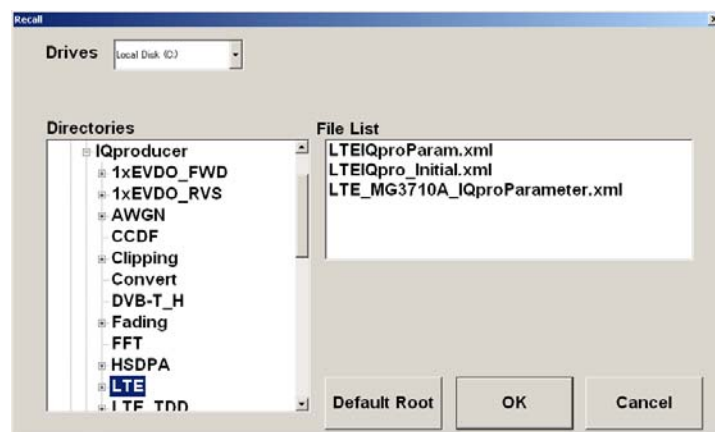 Recall
Drives
Local Disk (C:)
Directories
IQproducer
1xEVDO_FWD
1xEVDO_RVS
AWGN
CCDF
Clipping
Convert
DVB-T_H
Fading
FFT
HSDPA
LTE
LTE_TDD
File List
LTEIQproParam.xml
LTEIQpro_Initial.xml
LTE_MG3710A_IQproParameter.xml
Default Root
OK
Cancel